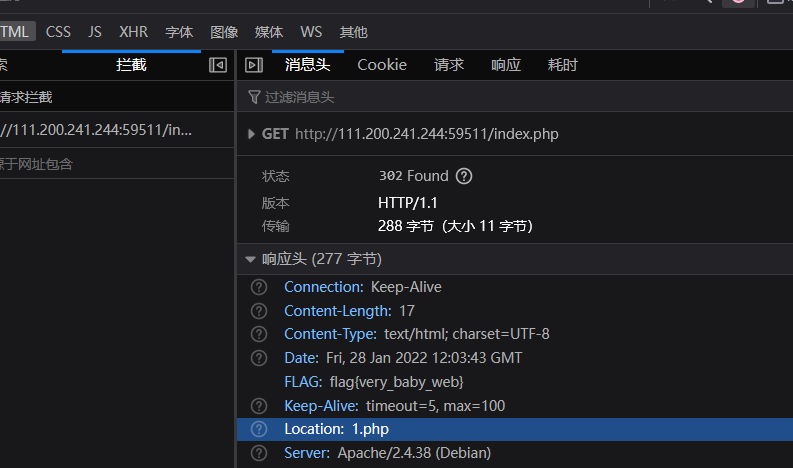 TML CSS JS XHR 字体 图像 媒体 WS 其他
索 拦截 消息头 Cookie 请求 响应 耗时
请求拦截 过滤消息头
//111.200.241.244:59511/in... GET http://111.200.241.244:59511/index.php
源于网址包含
状态 302 Found
版本 HTTP/1.1
传输 288 字节（大小 11 字节）
响应头 (277 字节)
Connection: Keep-Alive
Content-Length: 17
Content-Type: text/html; charset=UTF-8
Date: Fri, 28 Jan 2022 12:03:43 GMT
FLAG: flag{very_baby_web}
Keep-Alive: timeout=5, max=100
Location: 1.php
Server: Apache/2.4.38 (Debian)